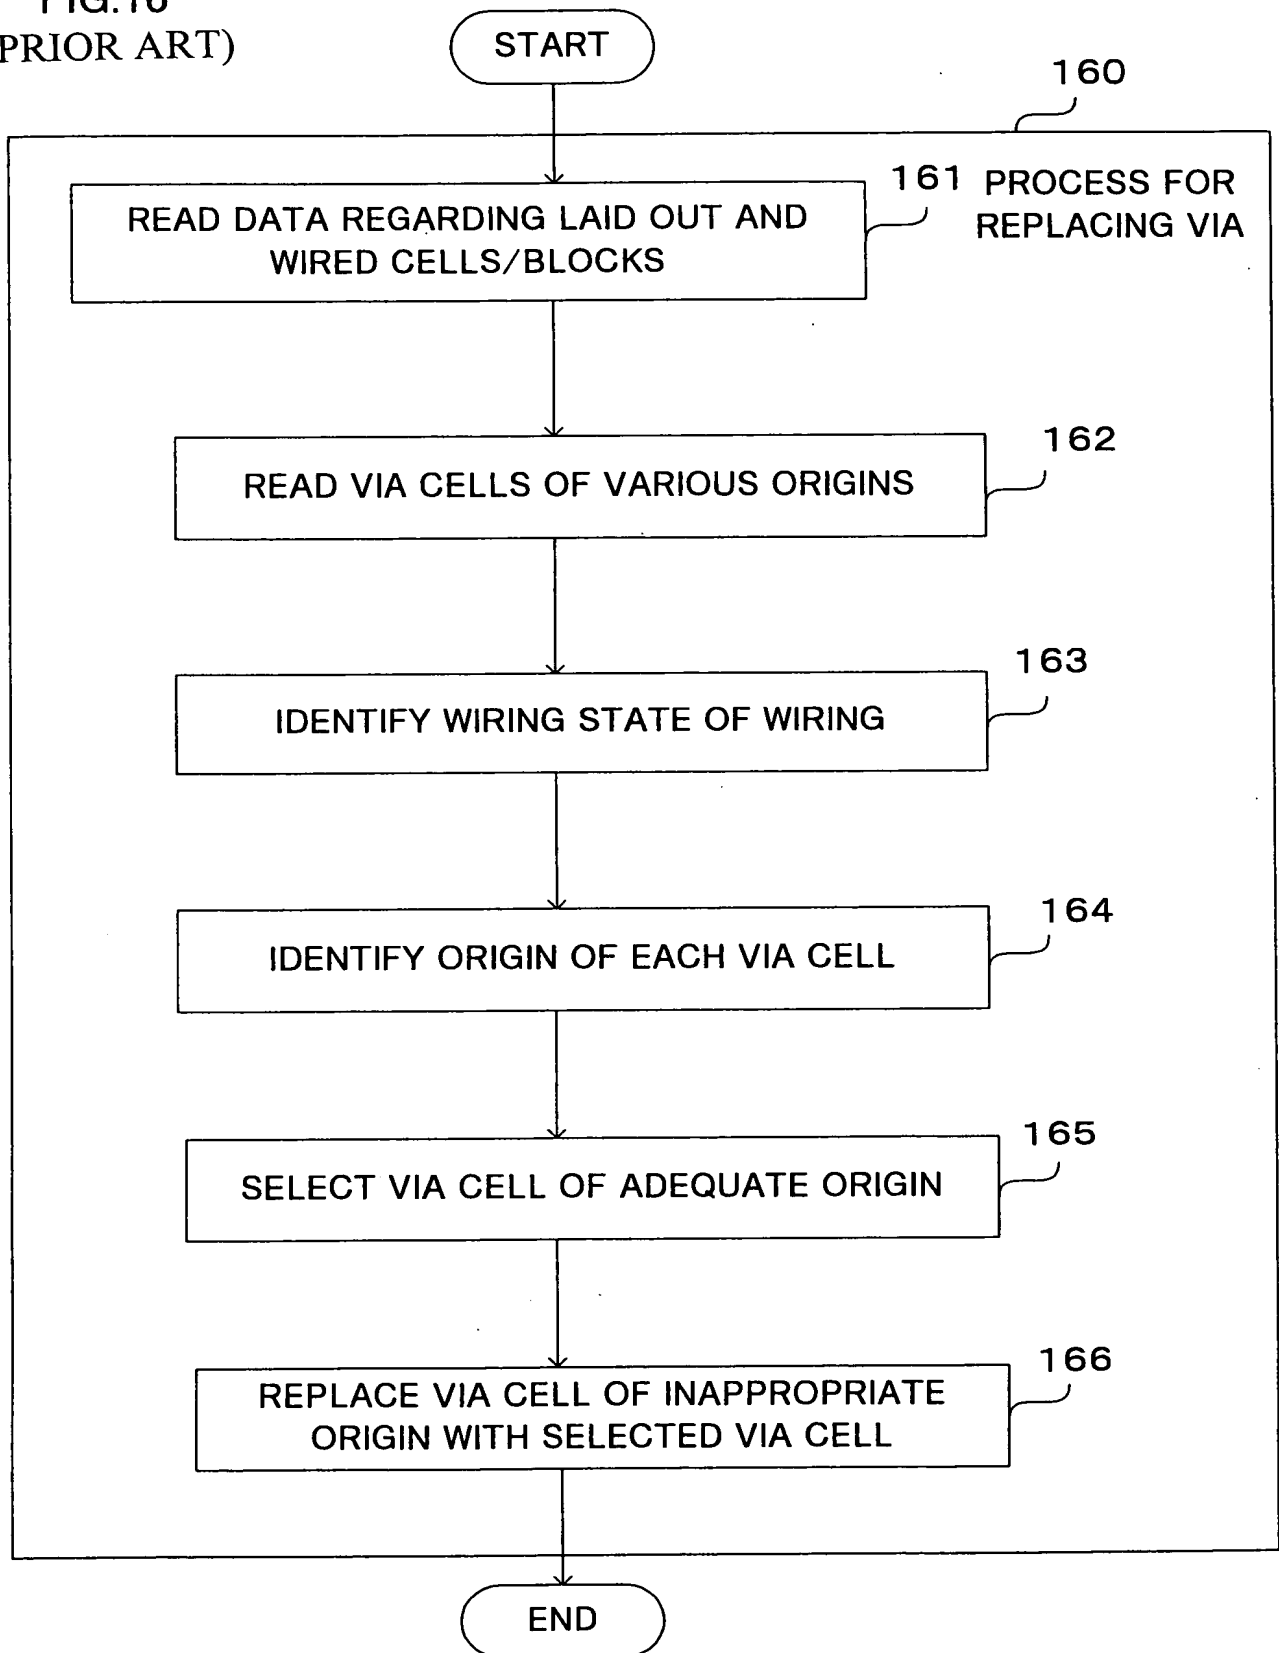 FIG.16
PRIOR ART)
START
160
161
PROCESS FOR
REPLACING VIA
READ DATA REGARDING LAID OUT AND
WIRED CELLS/BLOCKS
162
READ VIA CELLS OF VARIOUS ORIGINS
163
IDENTIFY WIRING STATE OF WIRING
164
IDENTIFY ORIGIN OF EACH VIA CELL
165
SELECT VIA CELL OF ADEQUATE ORIGIN
166
REPLACE VIA CELL OF INAPPROPRIATE
ORIGIN WITH SELECTED VIA CELL
END